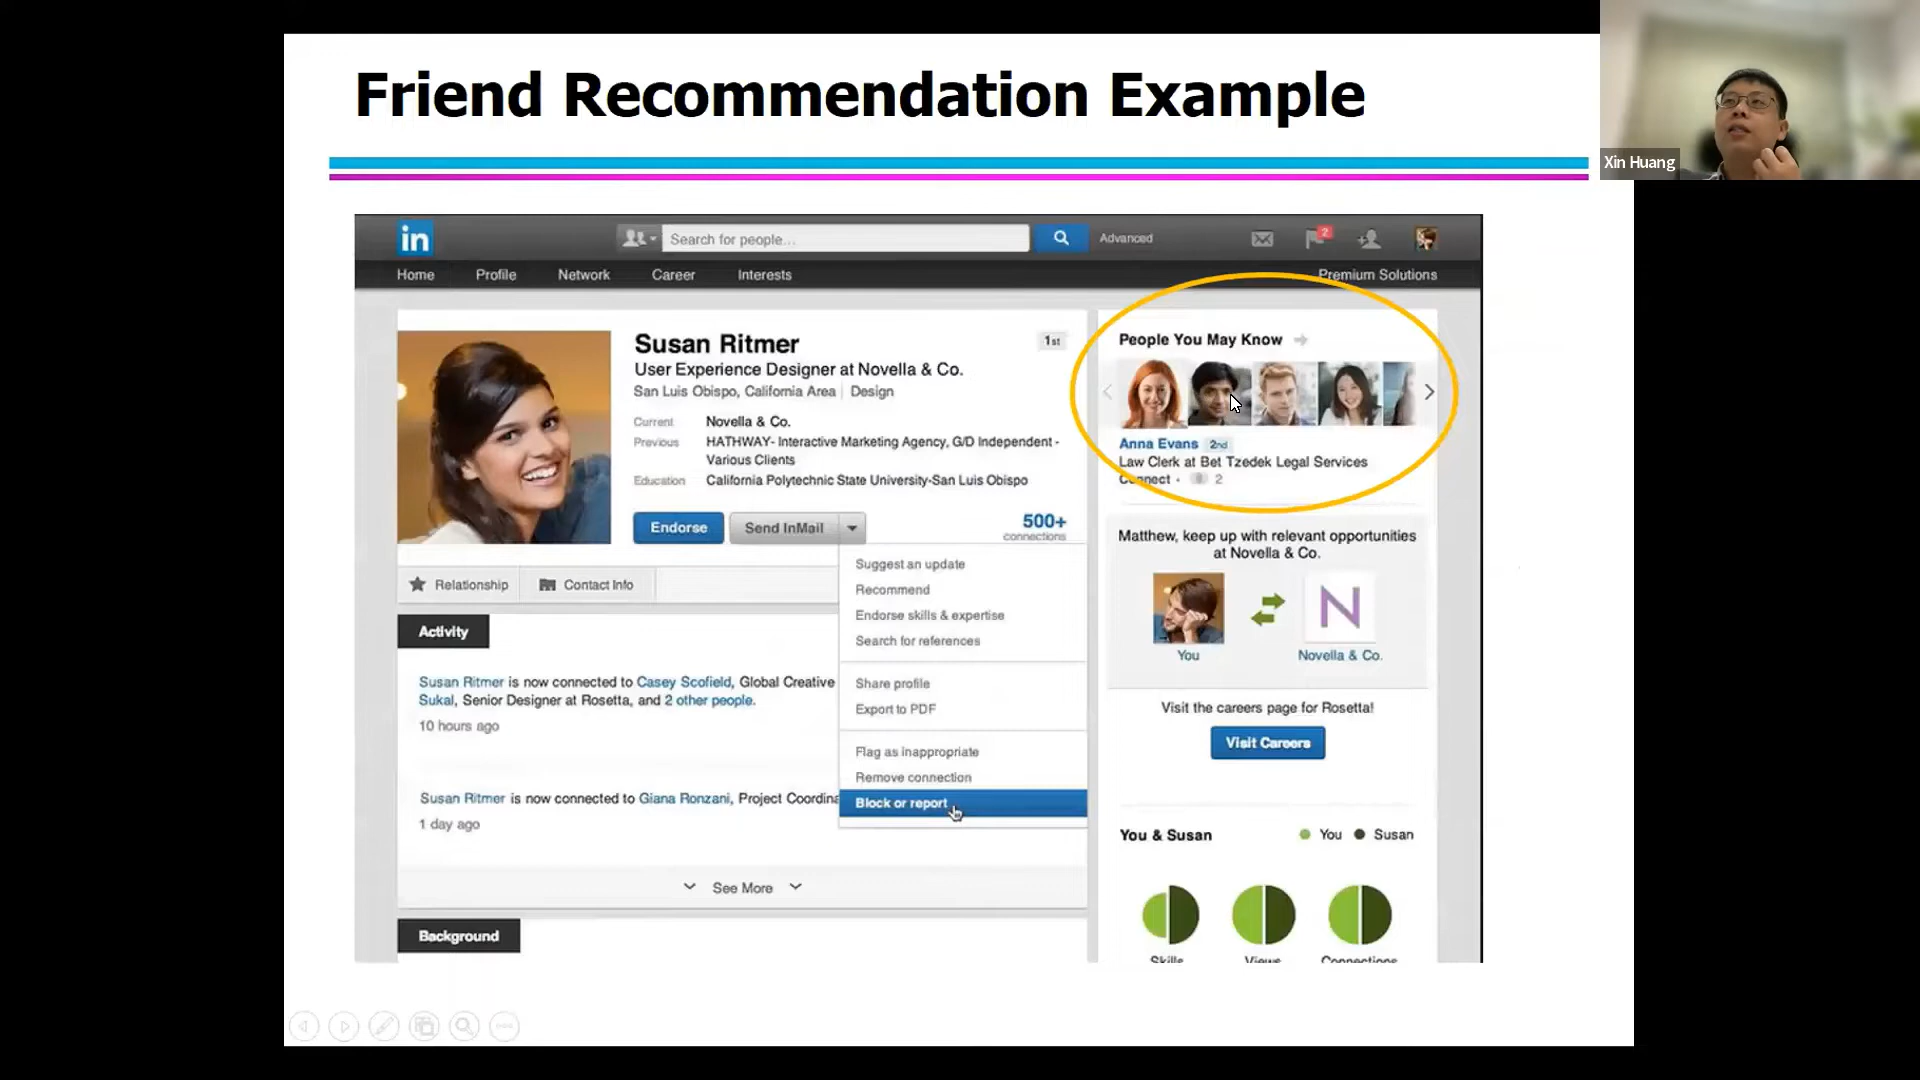 Friend Recommendation Example
Xin Huang
in
Search for people...
Advanced
2
Home Profile Network Career Interests
Premium Solutions
Susan Ritmer
1st
User Experience Designer at Novella & Co.
San Luis Obispo, California Area Design
Current Novella & Co.
Previous HATHWAY- Interactive Marketing Agency, G/D Independent -
Various Clients
Education California Polytechnic State University-San Luis Obispo
Endorse Send InMail
500+
connections
Suggest an update
Recommend
Endorse skills & expertise
Search for references
Share profile
Export to PDF
Flag as inappropriate
Remove connection
Block or report
Relationship Contact Info
Activity
Susan Ritmer is now connected to Casey Scofield, Global Creative
Sukal, Senior Designer at Rosetta, and 2 other people.
10 hours ago
Susan Ritmer is now connected to Giana Ronzani, Project Coordina
1 day ago
See More
Background
People You May Know
Anna Evans 2nd
Law Clerk at Bet Tzedek Legal Services
Connect • 2
Matthew, keep up with relevant opportunities
at Novella & Co.
N
You Novella & Co.
Visit the careers page for Rosetta!
Visit Careers
You & Susan You Susan
Skills Views Connections